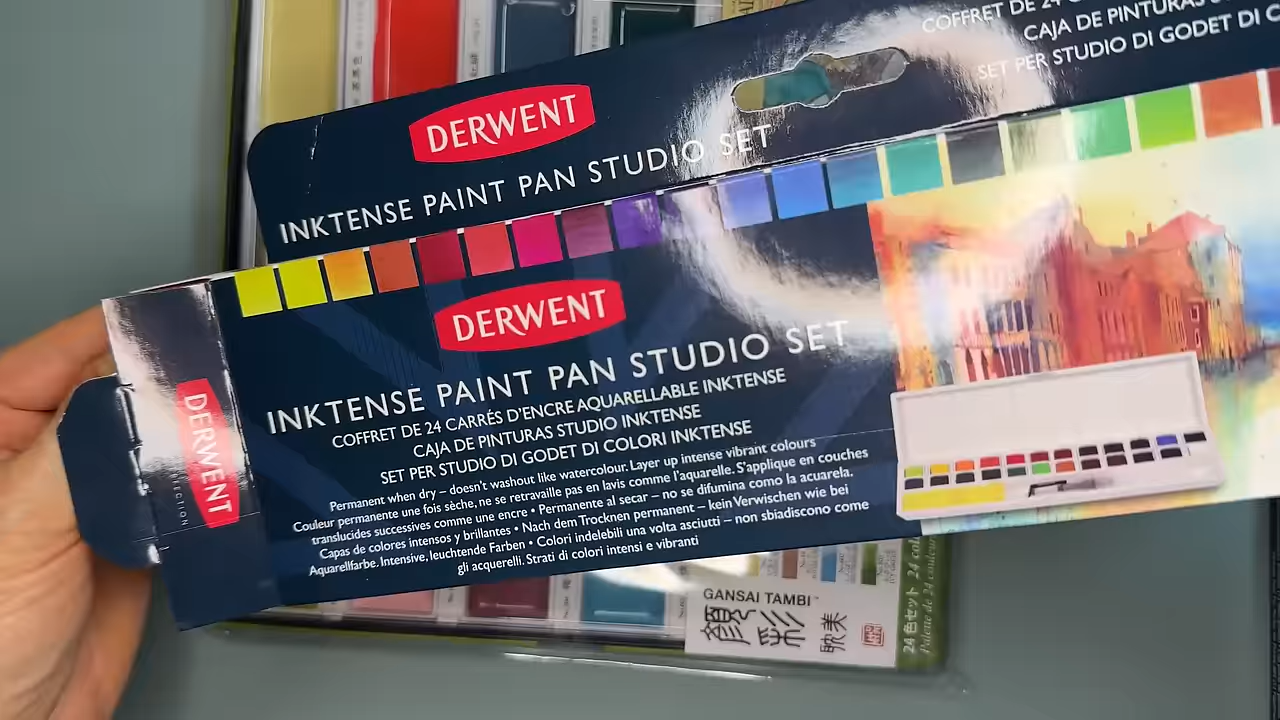 COFFRET DE 24
CAJA DE PINTURAS
SET PER STUDIO DI GODET DI
DERWENT
INKTENSE PAINT PAN STUDIO SET
DERWENT
INKTENSE PAINT PAN STUDIO SET
COFFRET DE 24 CARRÉS D'ENCRE AQUARELLABLE INKTENSE
CAJA DE PINTURAS STUDIO INKTENSE
SET PER STUDIO DI GODET DI COLORI INKTENSE
Permanent when dry – doesn't washout like watercolour. Layer up intense vibrant colours
Couleur permanente une fois sèche, ne se retravaille pas en lavis comme l'aquarelle. S'applique en couches
translucides successives comme une encre • Permanente al secar – no se difumina como la acuarela.
Capas de colores intensos y brillantes • Nach dem Trocknen permanent – kein Verwischen wie bei
Aquarellfarbe. Intensive, leuchtende Farben • Colori indelebili una volta asciutti – non sbiadiscono come
gli acquerelli. Strati di colori intensi e vibranti
DERWENT
GANSAI TAMBI™
顔彩
耽美
24色セット 24
Palette de 24 couleurs